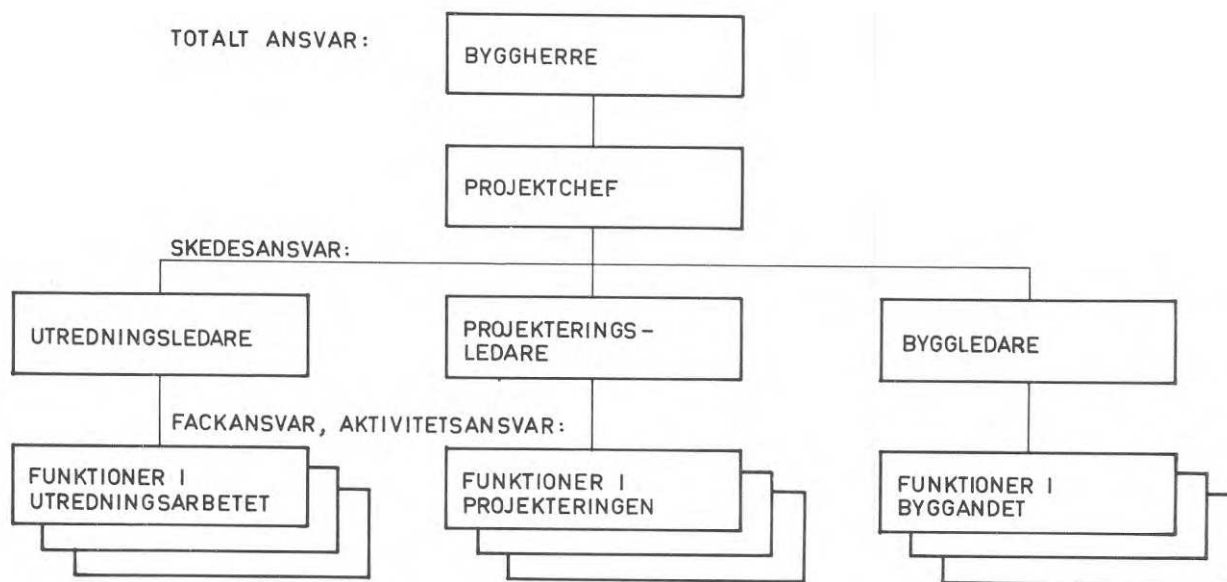 TOTALT ANSVAR:
BYGGHERRE
PROJEKTCHEF
SKEDESANSVAR:
UTREDNINGSLEDARE
PROJEKTERINGS-
LEDARE
BYGGLEDARE
FACKANSVAR, AKTIVITETSANSVAR:
FUNKTIONER I
UTREDNINGSARBETET
FUNKTIONER I
PROJEKTERINGEN
FUNKTIONER I
BYGGANDET